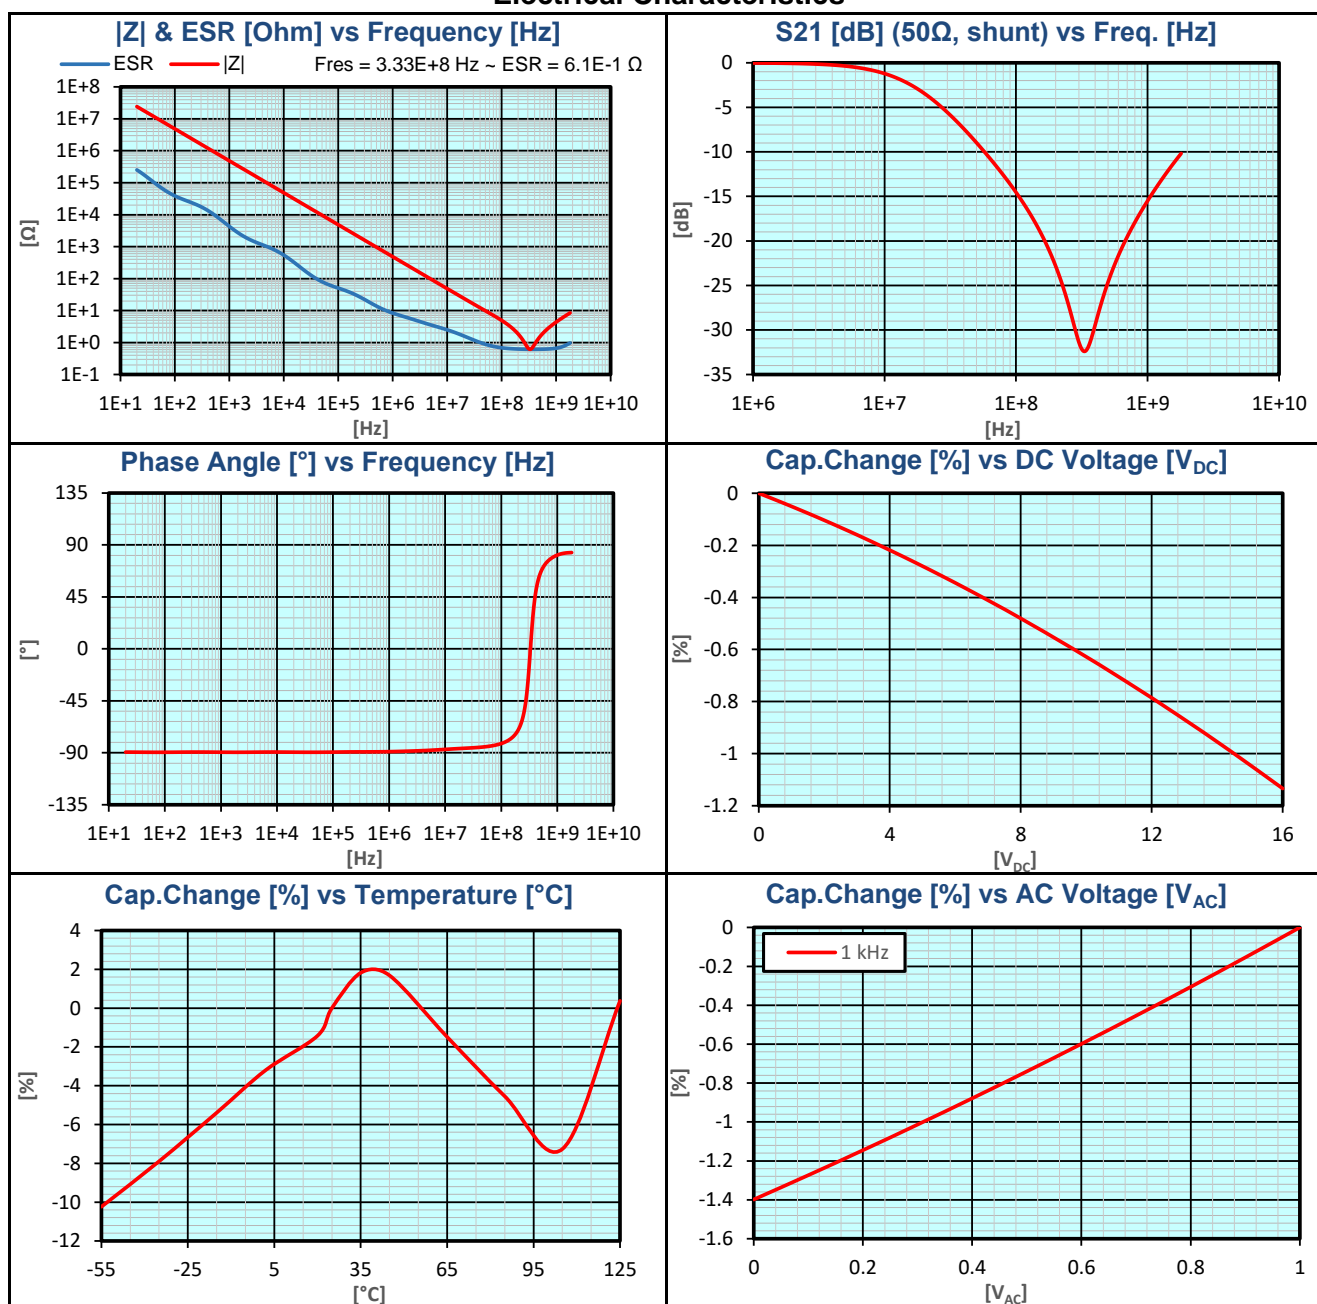 Electrical Characteristics
|Z| & ESR [Ohm] vs Frequency [Hz]
ESR |Z| Fres = 3.33E+8 Hz ~ ESR = 6.1E-1 Ω
1E+8
1E+7
1E+6
1E+5
1E+4
1E+3
1E+2
1E+1
1E+0
1E-1
[Ω]
1E+1 1E+2 1E+3 1E+4 1E+5 1E+6 1E+7 1E+8 1E+9 1E+10
[Hz]
S21 [dB] (50Ω, shunt) vs Freq. [Hz]
0
-5
-10
-15
-20
-25
-30
-35
[dB]
1E+6 1E+7 1E+8 1E+9 1E+10
[Hz]
Phase Angle [°] vs Frequency [Hz]
135
90
45
0
-45
-90
-135
[°]
1E+1 1E+2 1E+3 1E+4 1E+5 1E+6 1E+7 1E+8 1E+9 1E+10
[Hz]
Cap.Change [%] vs DC Voltage [VDC]
0
-0.2
-0.4
-0.6
-0.8
-1
-1.2
[%]
0 4 8 12 16
[VDC]
Cap.Change [%] vs Temperature [°C]
4
2
0
-2
-4
-6
-8
-10
-12
[%]
-55 -25 5 35 65 95 125
[°C]
Cap.Change [%] vs AC Voltage [VAC]
1 kHz
0
-0.2
-0.4
-0.6
-0.8
-1
-1.2
-1.4
-1.6
[%]
0 0.2 0.4 0.6 0.8 1
[VAC]